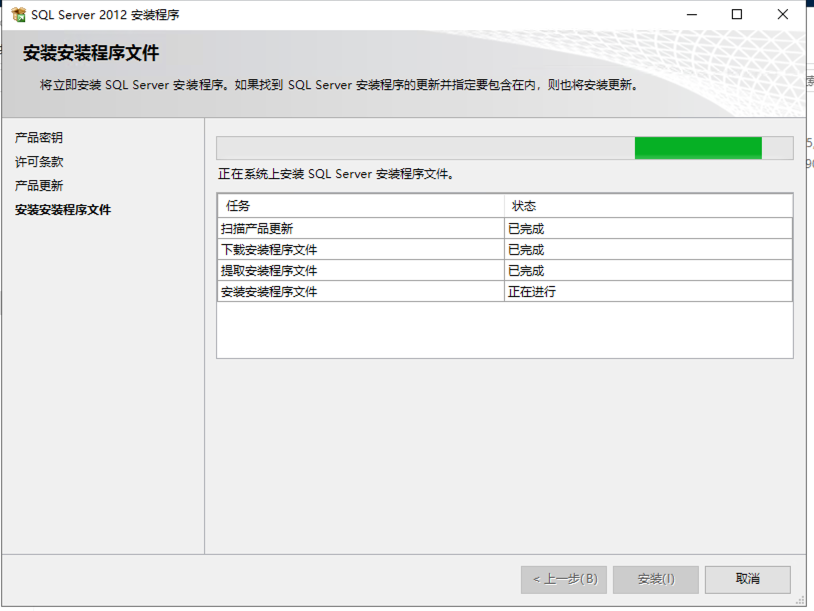 SQL Server 2012 安装程序
安装安装程序文件
将立即安装 SQL Server 安装程序。如果找到 SQL Server 安装程序的更新并指定要包含在内，则也将安装更新。
产品密钥
许可条款
产品更新
安装安装程序文件
正在系统上安装 SQL Server 安装程序文件。
任务 状态
扫描产品更新 已完成
下载安装程序文件 已完成
提取安装程序文件 已完成
安装安装程序文件 正在进行
< 上一步(B) 安装(I) 取消